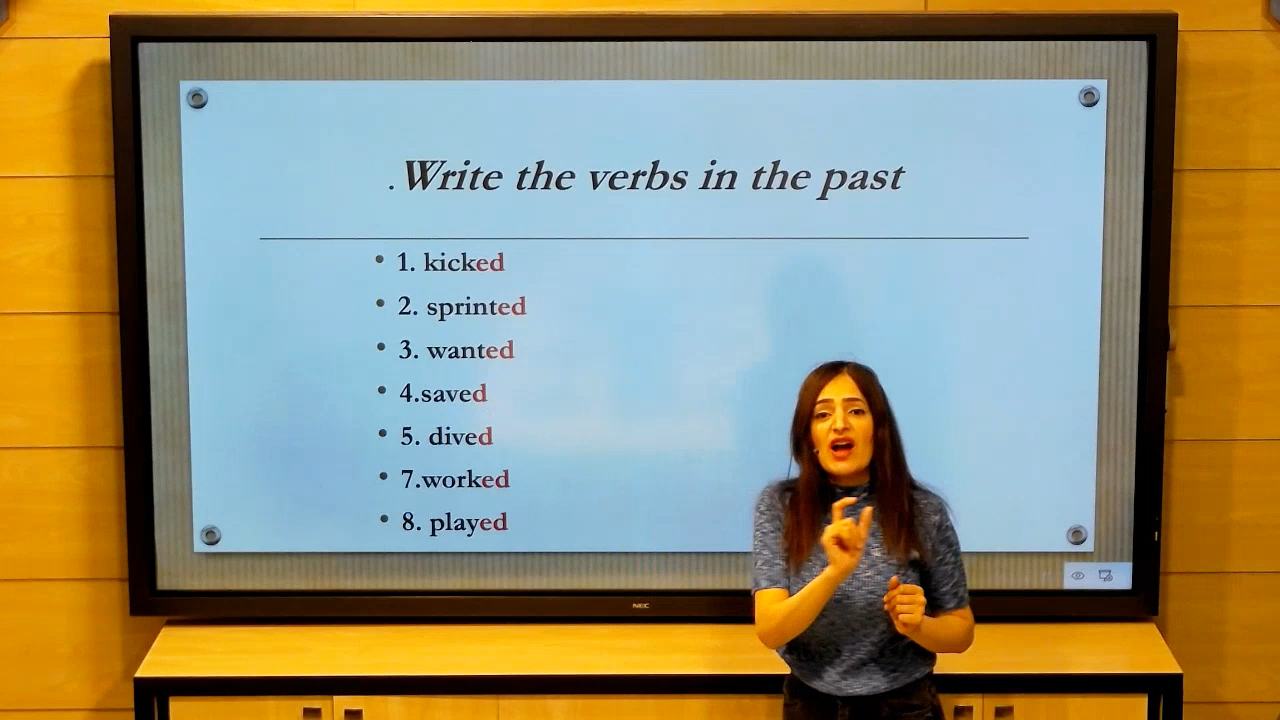 .Write the verbs in the past
• 1. kicked
• 2. sprinted
• 3. wanted
• 4.saved
• 5. dived
• 7.worked
• 8. played
NEC